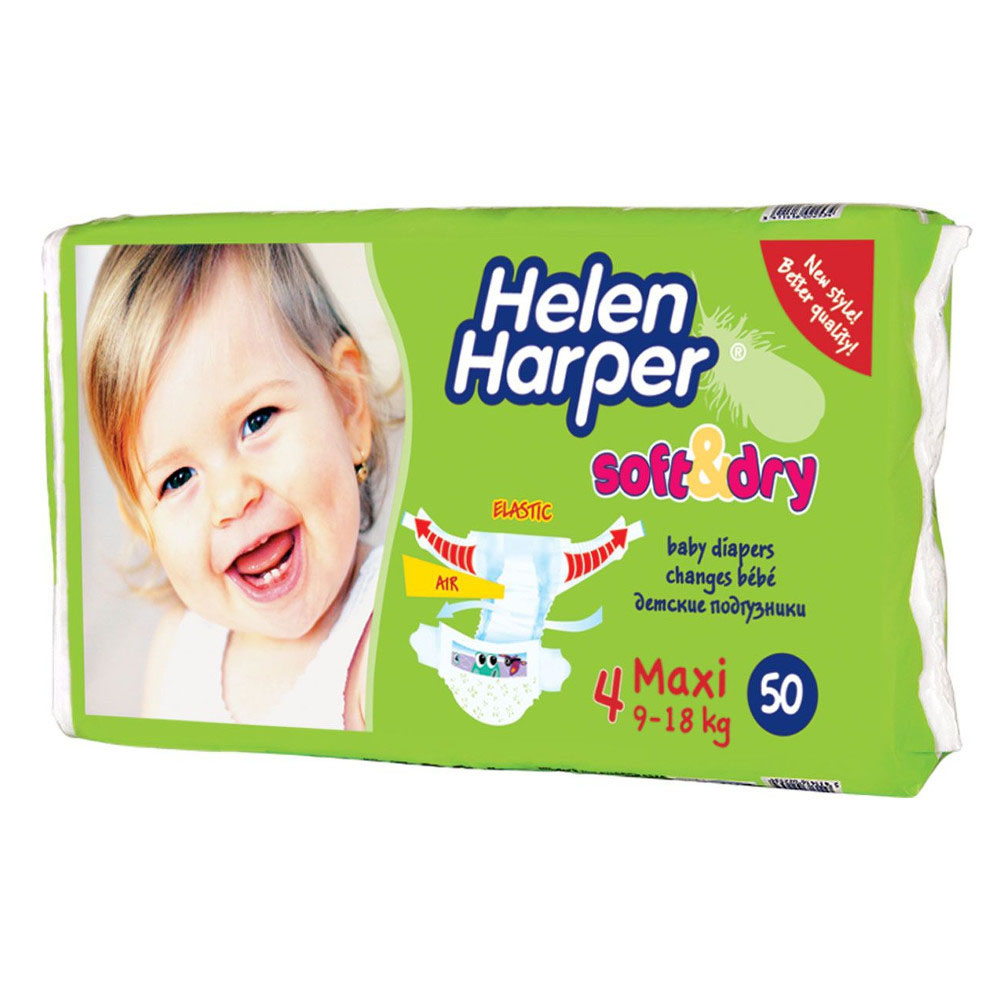 Helen
Harper
®
New style!
Better quality!
soft&dry
ELASTIC
AIR
baby diapers
changes bébé
детские подгузники
4 Maxi
9-18 kg
50